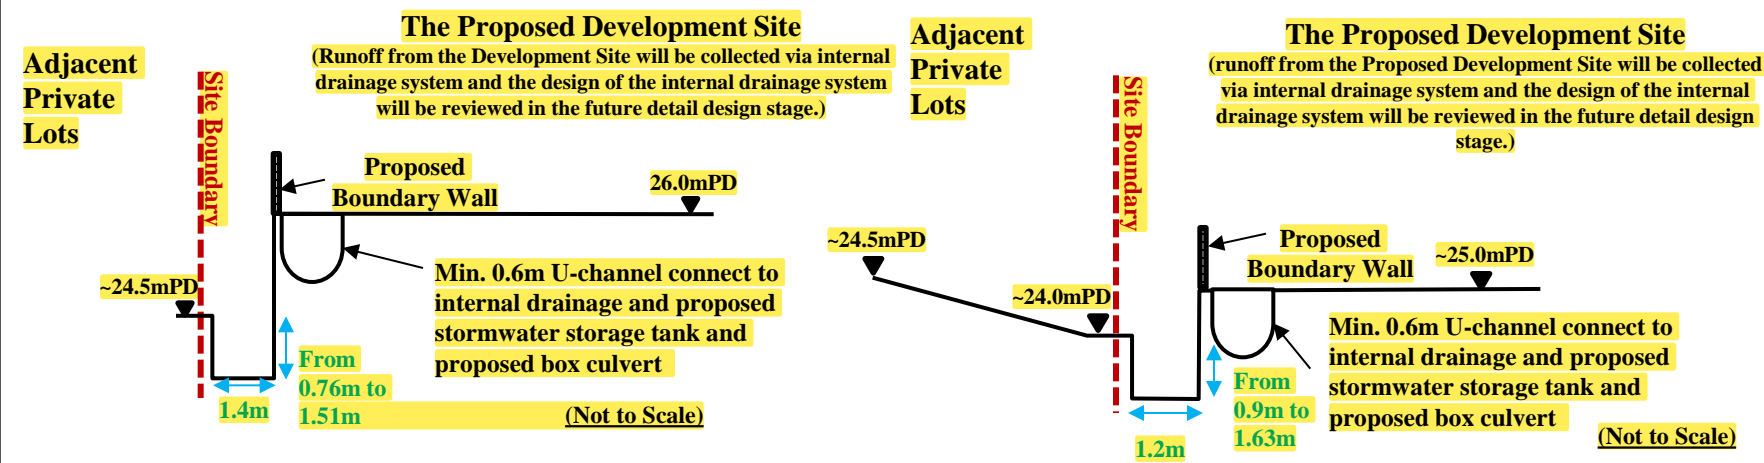 Adjacent
Private
Lots
Site Boundary
The Proposed Development Site
(Runoff from the Development Site will be collected via internal
drainage system and the design of the internal drainage system
will be reviewed in the future detail design stage.)
Proposed
Boundary Wall
26.0mPD
~24.5mPD
Min. 0.6m U-channel connect to
internal drainage and proposed
stormwater storage tank and
proposed box culvert
From
0.76m to
1.51m
1.4m
(Not to Scale)
Adjacent
Private
Lots
Site Boundary
The Proposed Development Site
(runoff from the Proposed Development Site will be collected
via internal drainage system and the design of the internal
drainage system will be reviewed in the future detail design
stage.)
Proposed
Boundary Wall
~25.0mPD
~24.5mPD
~24.0mPD
Min. 0.6m U-channel connect to
internal drainage and proposed
stormwater storage tank and
proposed box culvert
From
0.9m to
1.63m
1.2m
(Not to Scale)